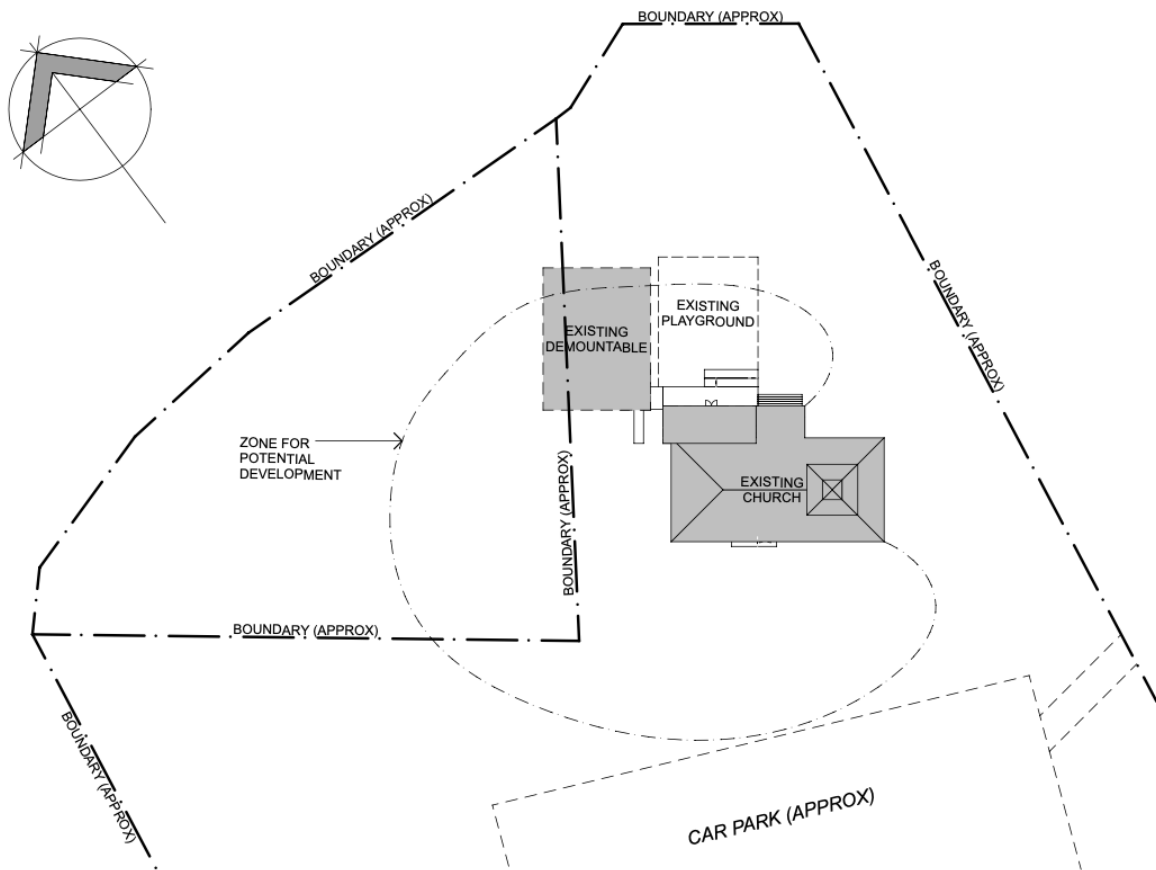 BOUNDARY (APPROX)
BOUNDARY (APPROX)
BOUNDARY (APPROX)
EXISTING
PLAYGROUND
EXISTING
DEMOUNTABLE
ZONE FOR
POTENTIAL
DEVELOPMENT
BOUNDARY (APPROX)
EXISTING
CHURCH
BOUNDARY (APPROX)
BOUNDARY (APPROX)
CAR PARK (APPROX)